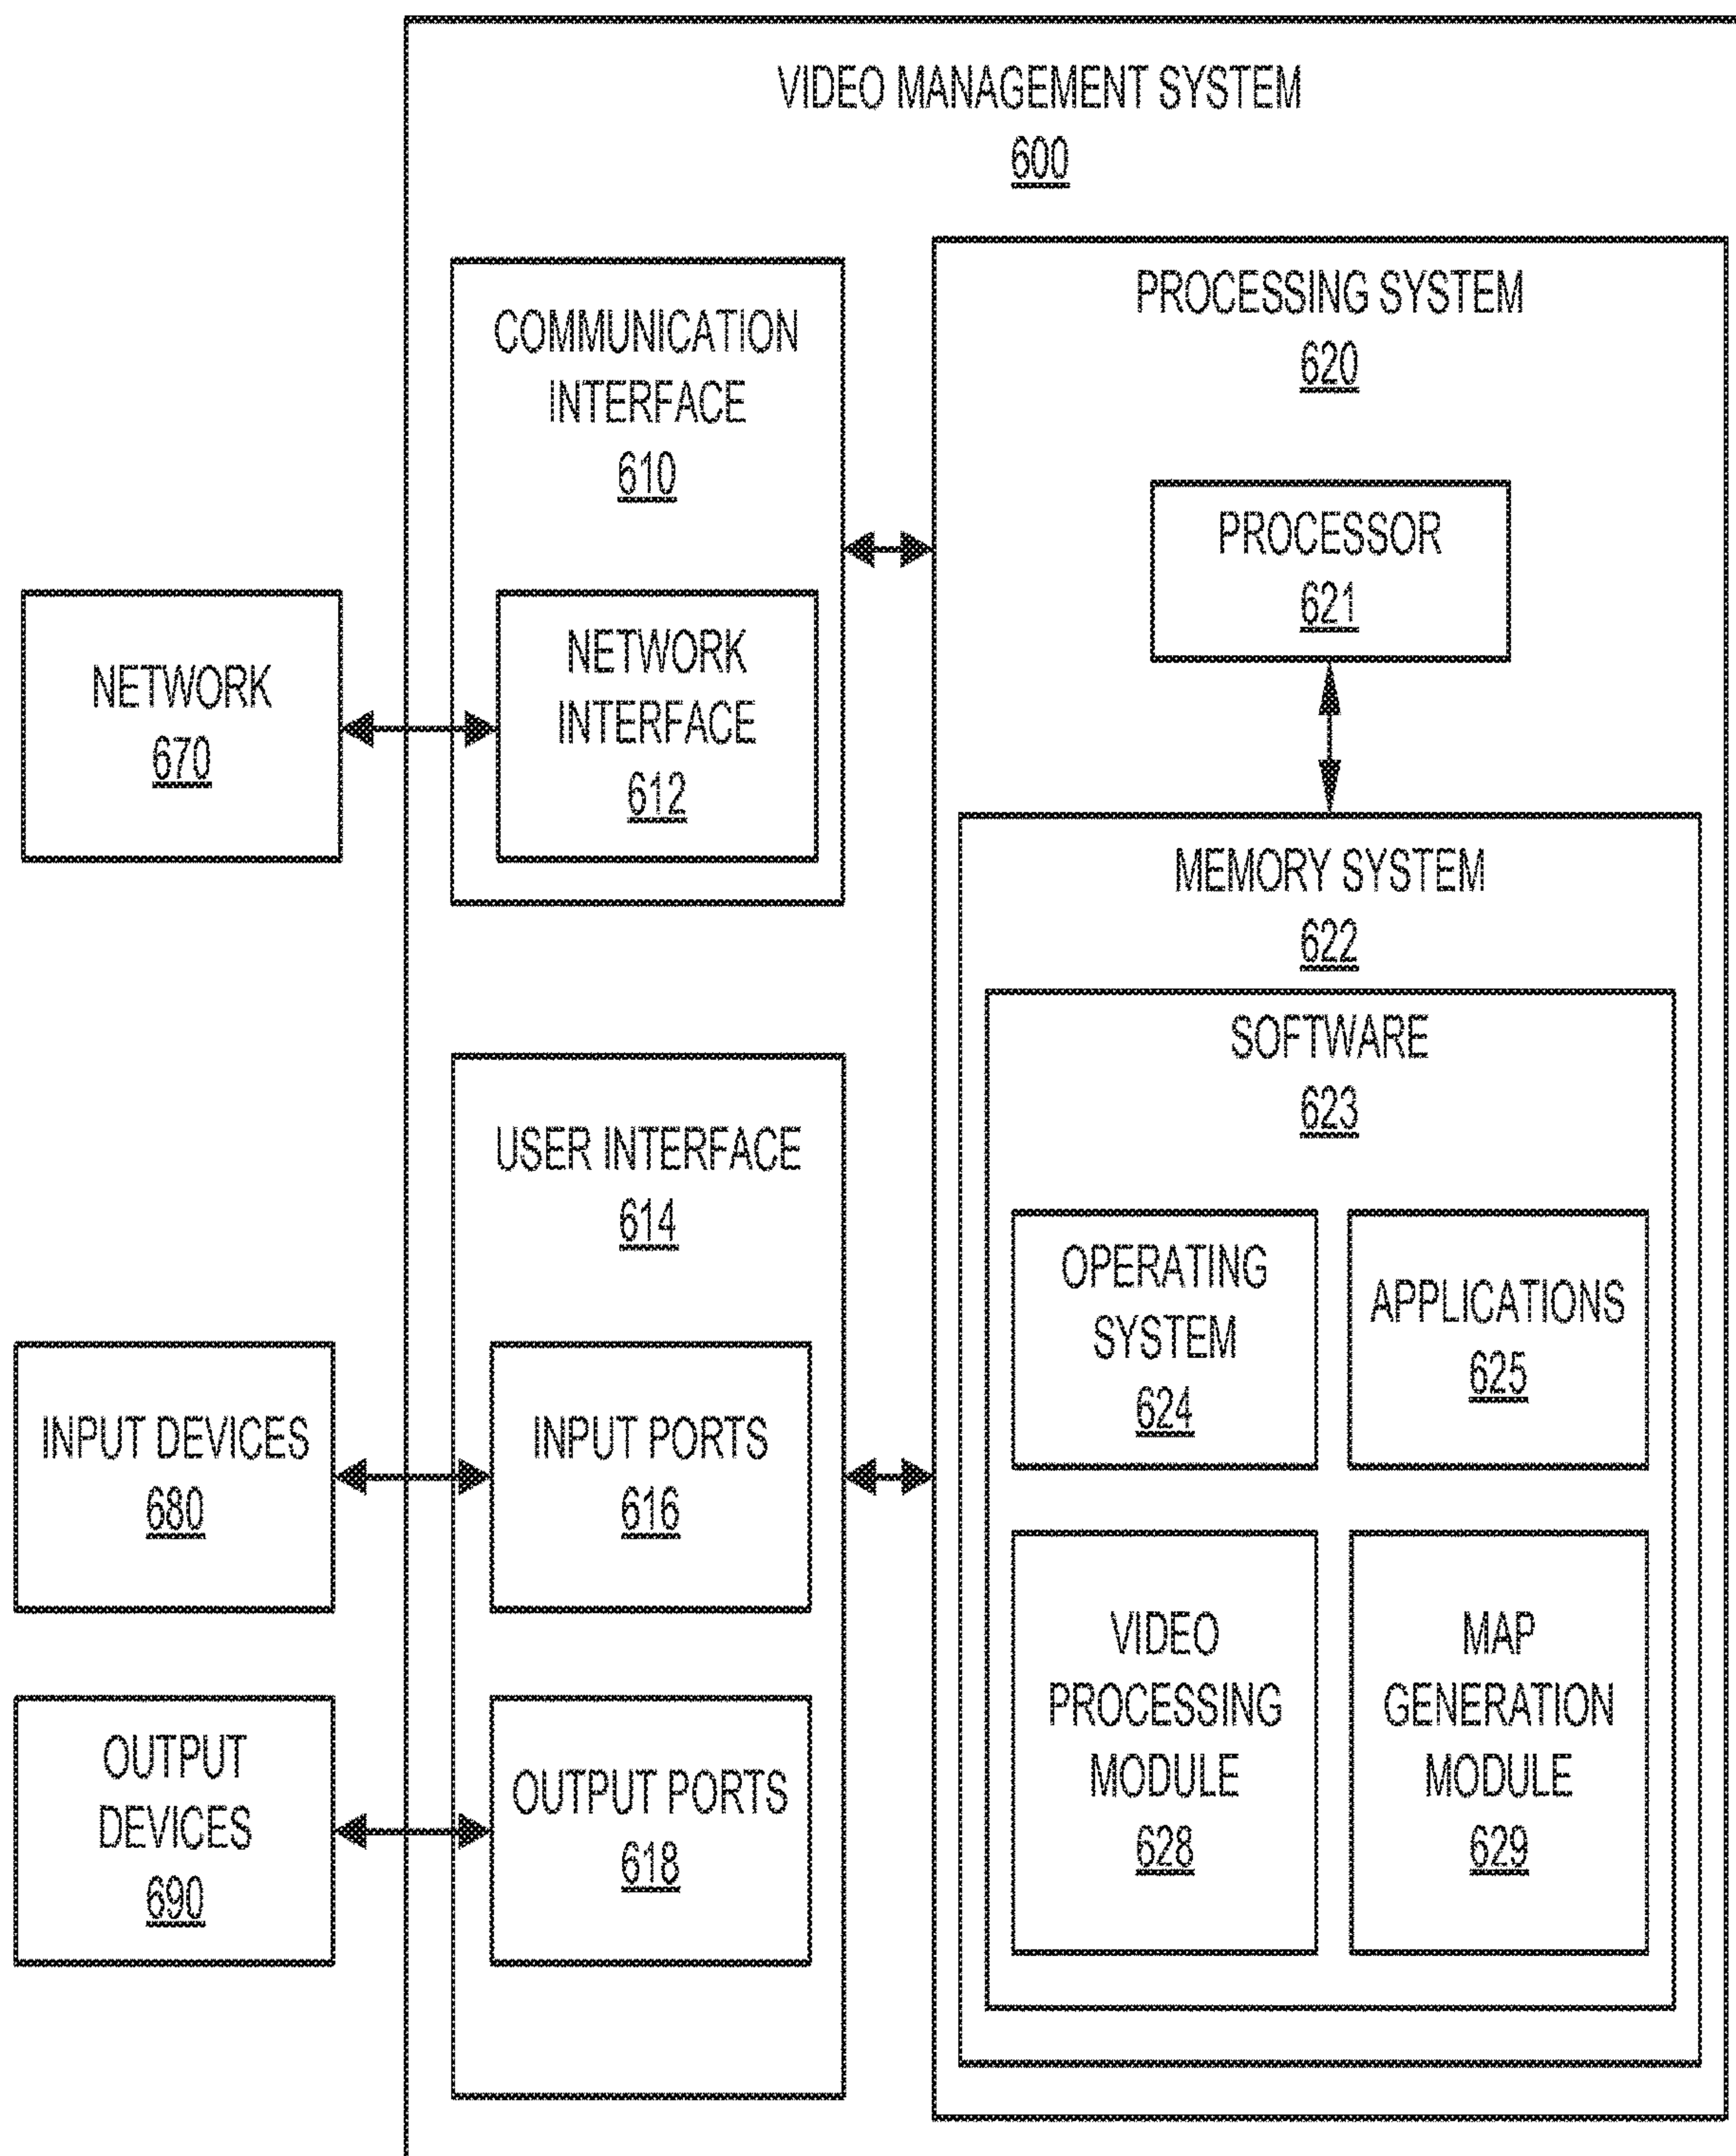 VIDEO MANAGEMENT SYSTEM
600
COMMUNICATION
INTERFACE
610
NETWORK
INTERFACE
612
NETWORK
670
USER INTERFACE
614
INPUT DEVICES
680
INPUT PORTS
616
OUTPUT
DEVICES
690
OUTPUT PORTS
618
PROCESSING SYSTEM
620
PROCESSOR
621
MEMORY SYSTEM
622
SOFTWARE
623
OPERATING
SYSTEM
624
APPLICATIONS
625
VIDEO
PROCESSING
MODULE
628
MAP
GENERATION
MODULE
629